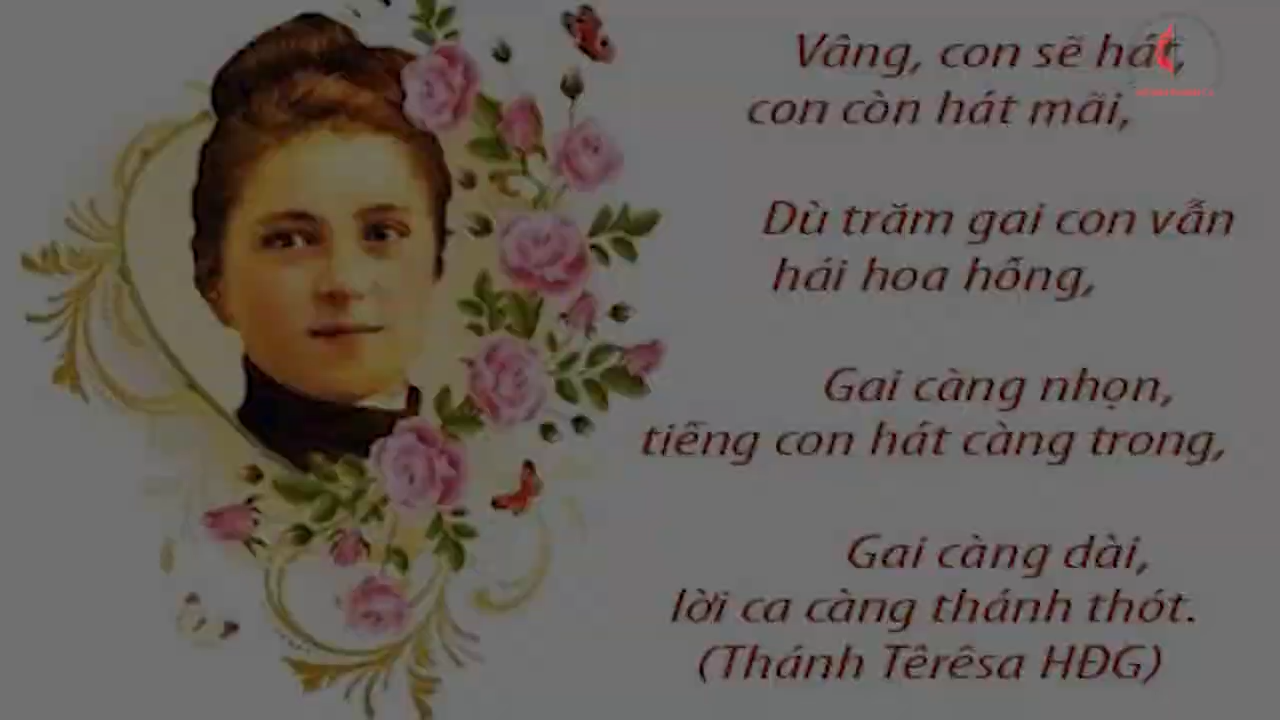 Vâng, con sẽ hát,
con còn hát mãi,
Dù trăm gai con vẫn
hái hoa hồng,
Gai càng nhọn,
tiếng con hát càng trong,
Gai càng dài,
lời ca càng thánh thót.
(Thánh Têrêsa HĐG)